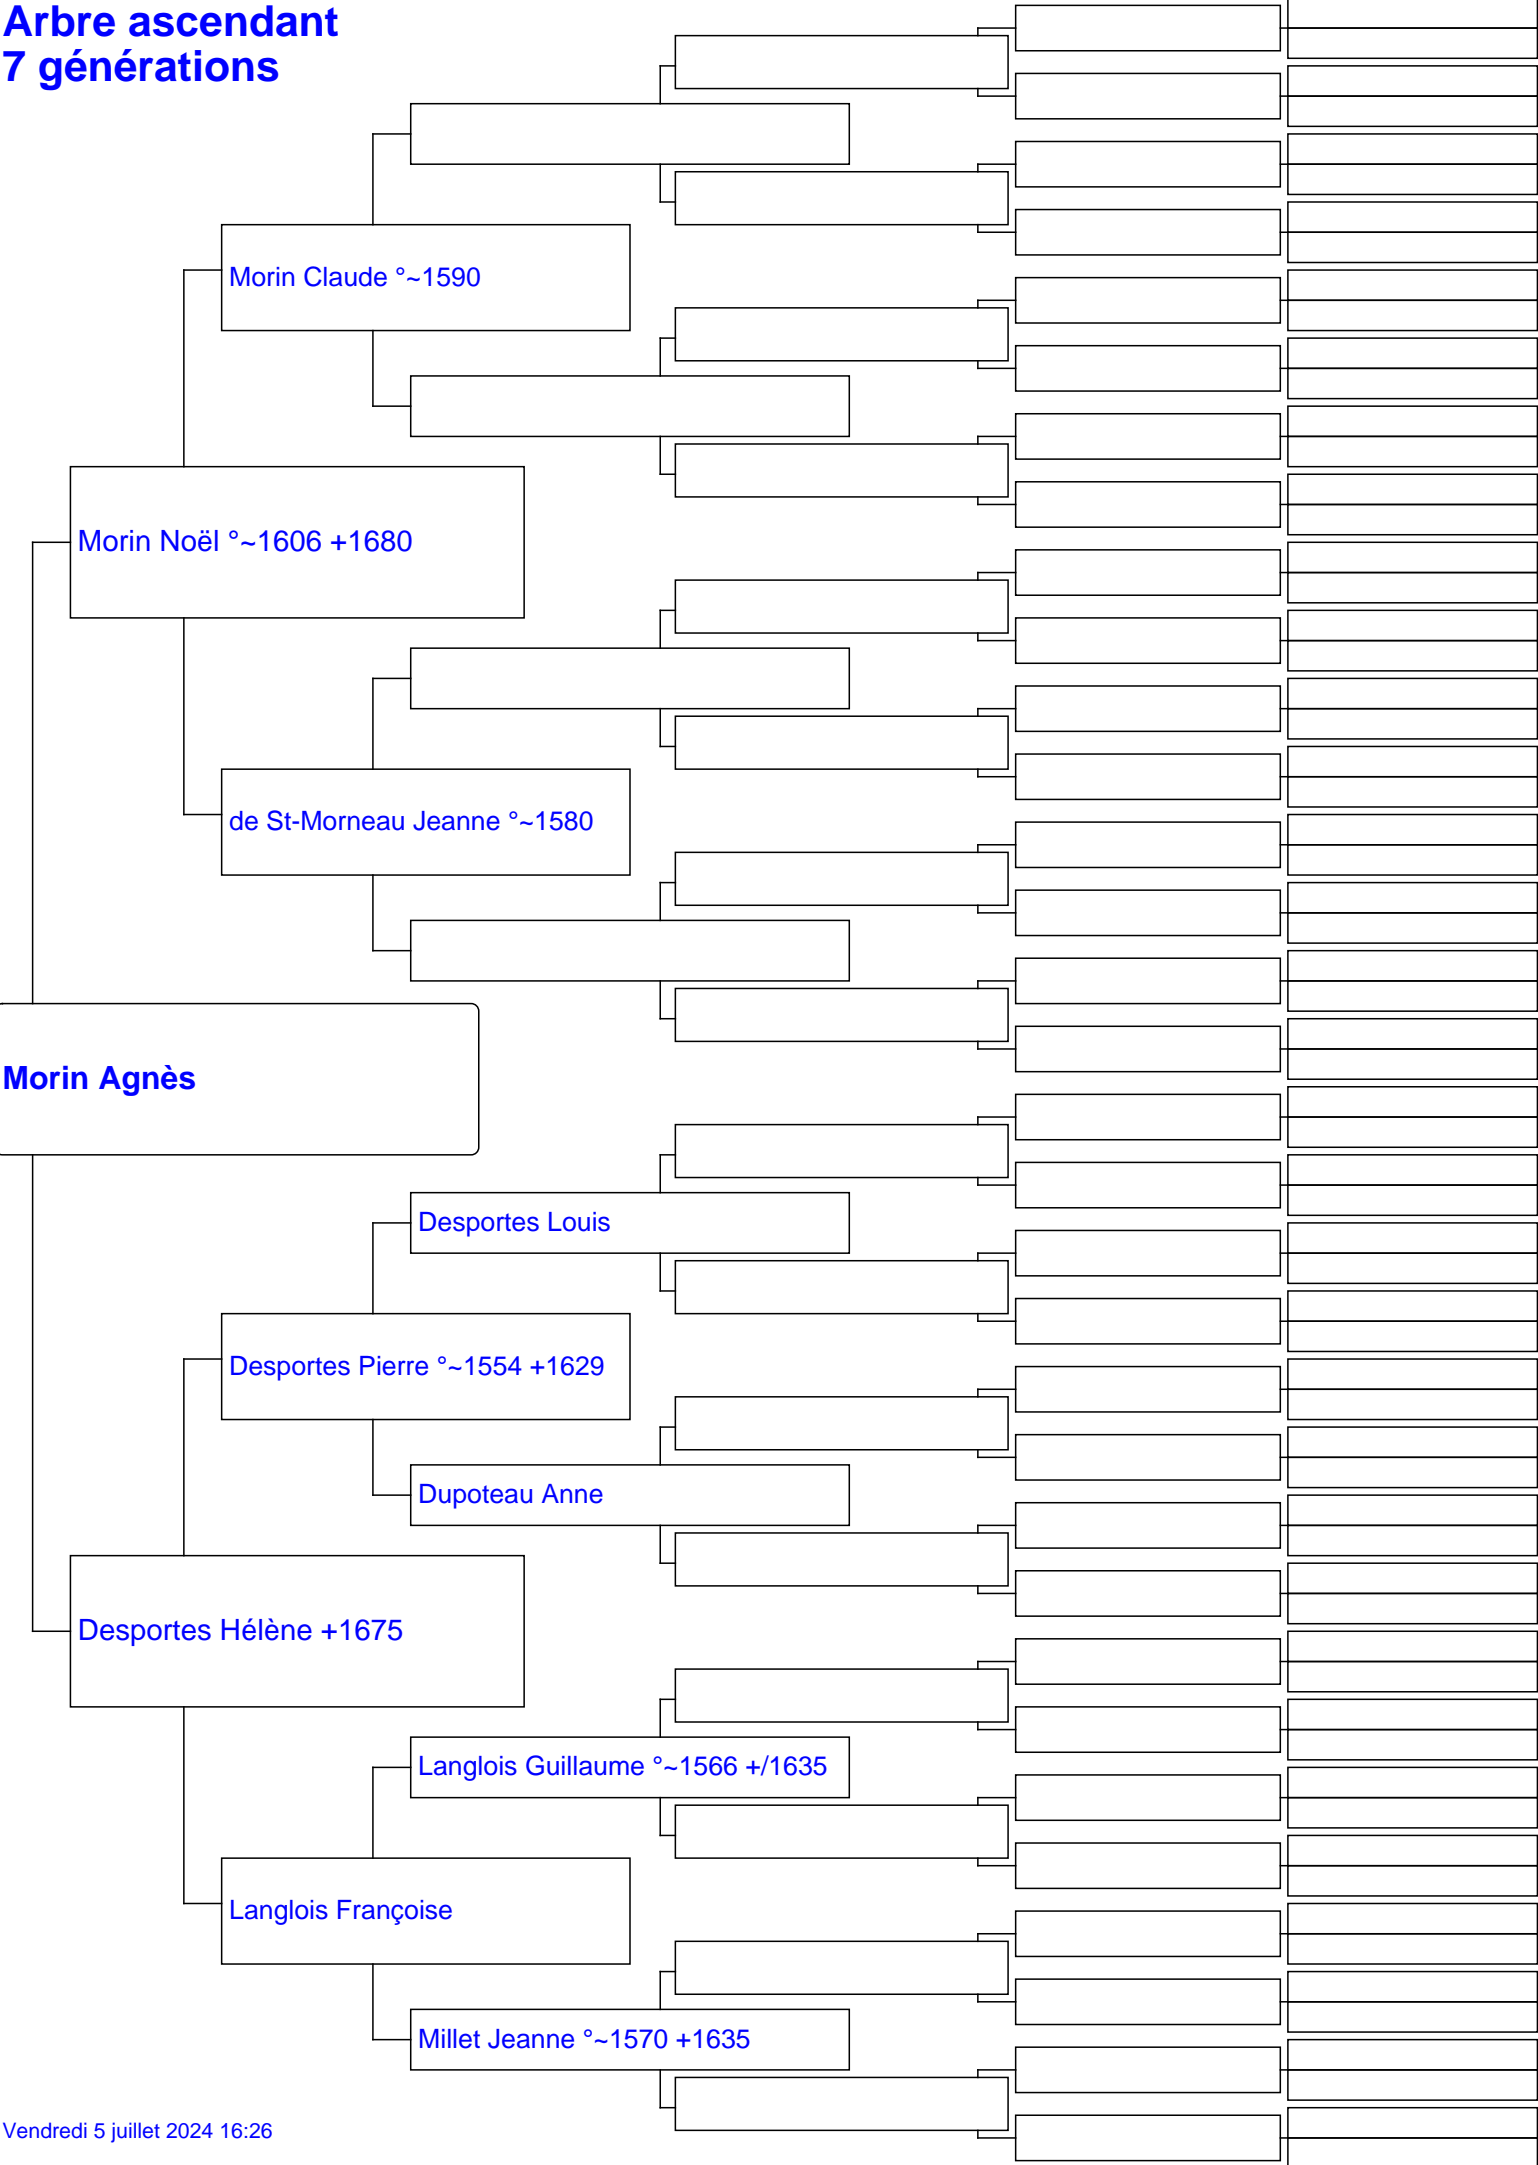 Arbre ascendant
7 générations
Morin Claude °~1590
Morin Noël °~1606 +1680
de St-Morneau Jeanne °~1580
Morin Agnès
Desportes Louis
Desportes Pierre °~1554 +1629
Dupoteau Anne
Desportes Hélène +1675
Langlois Guillaume °~1566 +/1635
Langlois Françoise
Millet Jeanne °~1570 +1635
Vendredi 5 juillet 2024 16:26